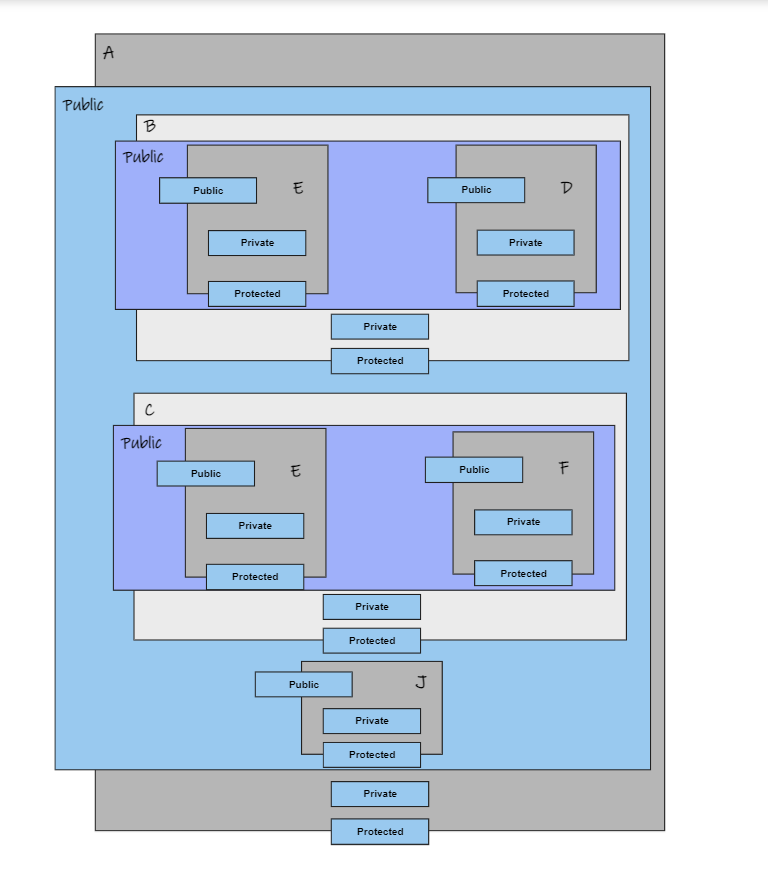 A
Public
B
Public
Public
E
Public
D
Private
Private
Protected
Protected
Private
Protected
C
Public
Public
E
Public
F
Private
Private
Protected
Protected
Private
Protected
Public
J
Private
Protected
Private
Protected